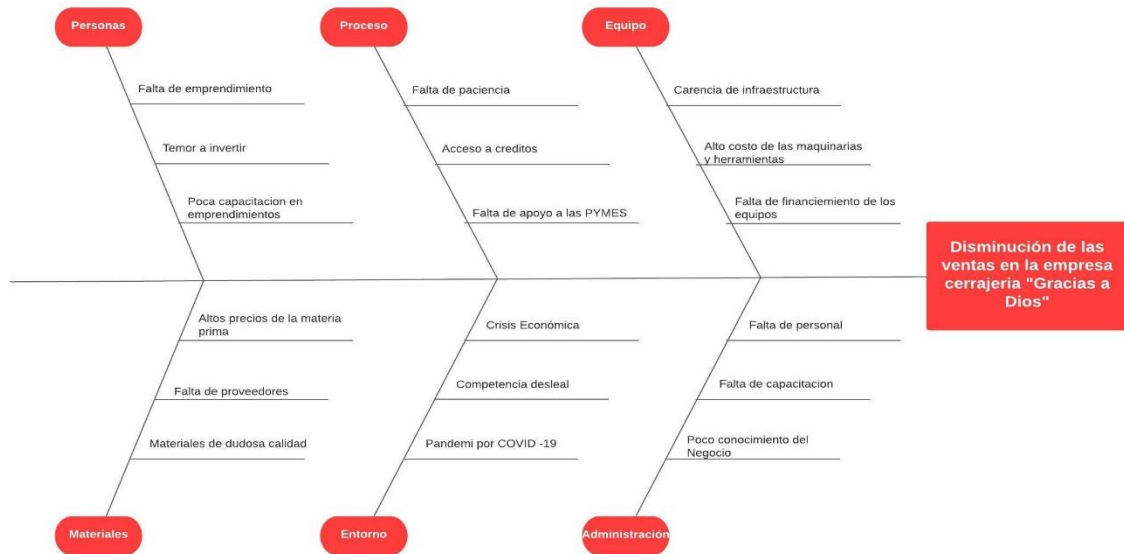 Personas
Proceso
Equipo
Falta de emprendimiento
Falta de paciencia
Carencia de infraestructura
Temor a invertir
Acceso a creditos
Alto costo de las maquinarias
y herramientas
Poca capacitacion en
emprendimientos
Falta de apoyo a las PYMES
Falta de financiemiento de los
equipos
Disminución de las
ventas en la empresa
cerrajeria "Gracias a
Dios"
Altos precios de la materia
prima
Crisis Económica
Falta de personal
Falta de proveedores
Competencia desleal
Falta de capacitacion
Materiales de dudosa calidad
Pandemi por COVID -19
Poco conocimiento del
Negocio
Materiales
Entorno
Administración